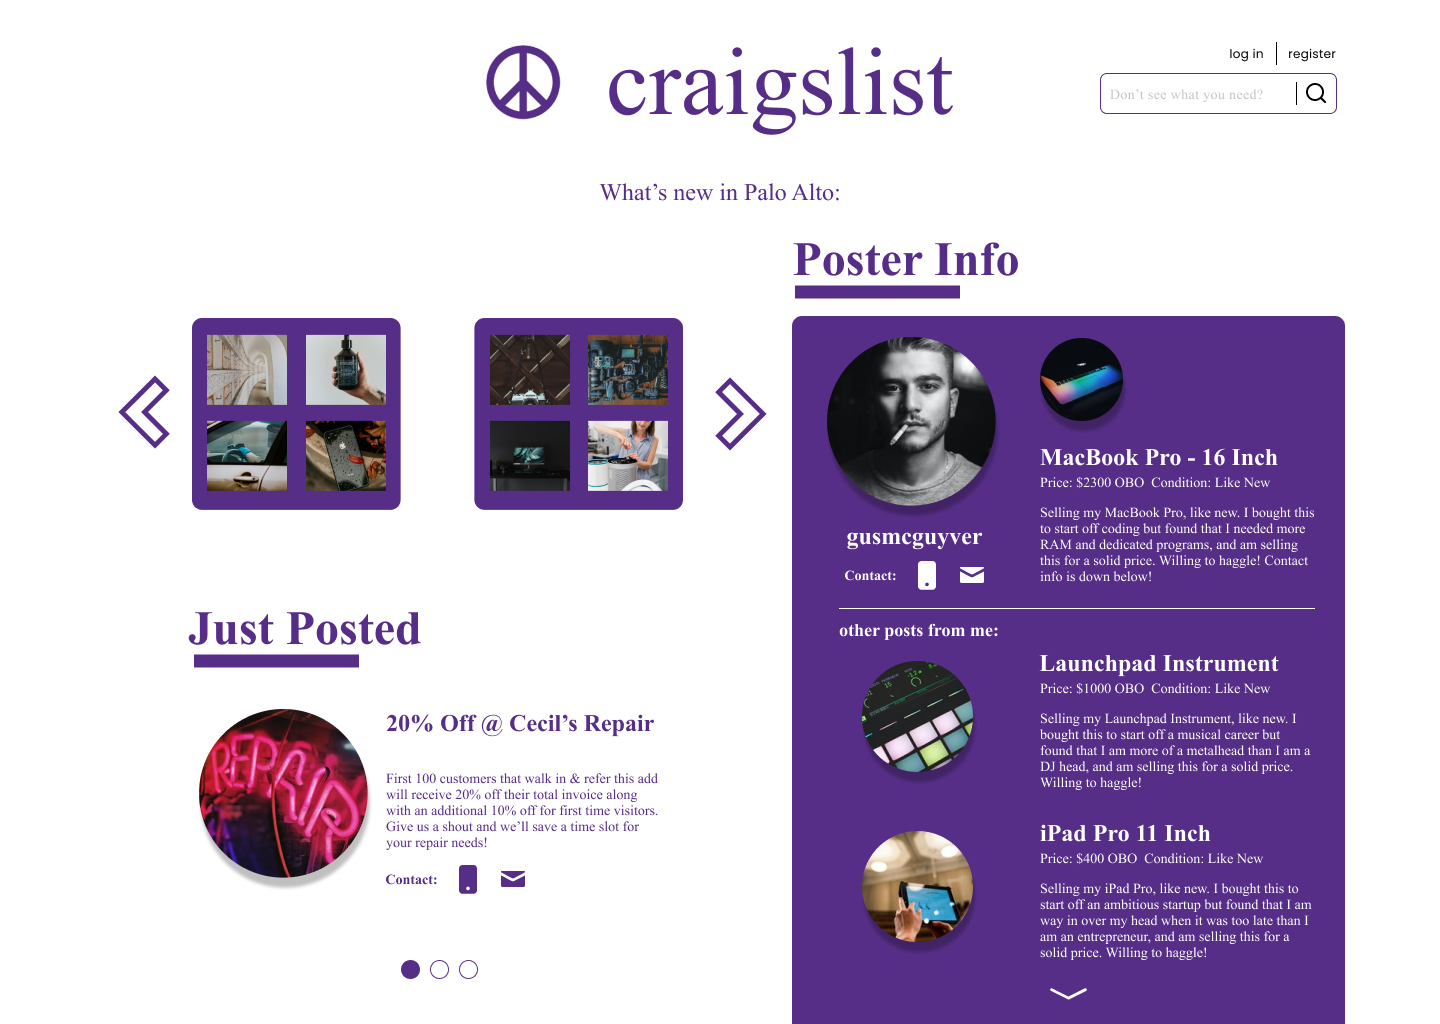 craigslist
log in
register
Don’t see what you need?
What’s new in Palo Alto:
Poster Info
gusmcguyver
Contact:
MacBook Pro - 16 Inch
Price: $2300 OBO  Condition: Like New
Selling my MacBook Pro, like new. I bought this
to start off coding but found that I needed more
RAM and dedicated programs, and am selling
this for a solid price. Willing to haggle! Contact
info is down below!
other posts from me:
Launchpad Instrument
Price: $1000 OBO  Condition: Like New
Selling my Launchpad Instrument, like new. I
bought this to start off a musical career but
found that I am more of a metalhead than I am a
DJ head, and am selling this for a solid price.
Willing to haggle!
iPad Pro 11 Inch
Price: $400 OBO  Condition: Like New
Selling my iPad Pro, like new. I bought this to
start off an ambitious startup but found that I am
way in over my head when it was too late than I
am an entrepreneur, and am selling this for a
solid price. Willing to haggle!
Just Posted
REPAIR
20% Off @ Cecil’s Repair
First 100 customers that walk in & refer this add
will receive 20% off their total invoice along
with an additional 10% off for first time visitors.
Give us a shout and we’ll save a time slot for
your repair needs!
Contact: